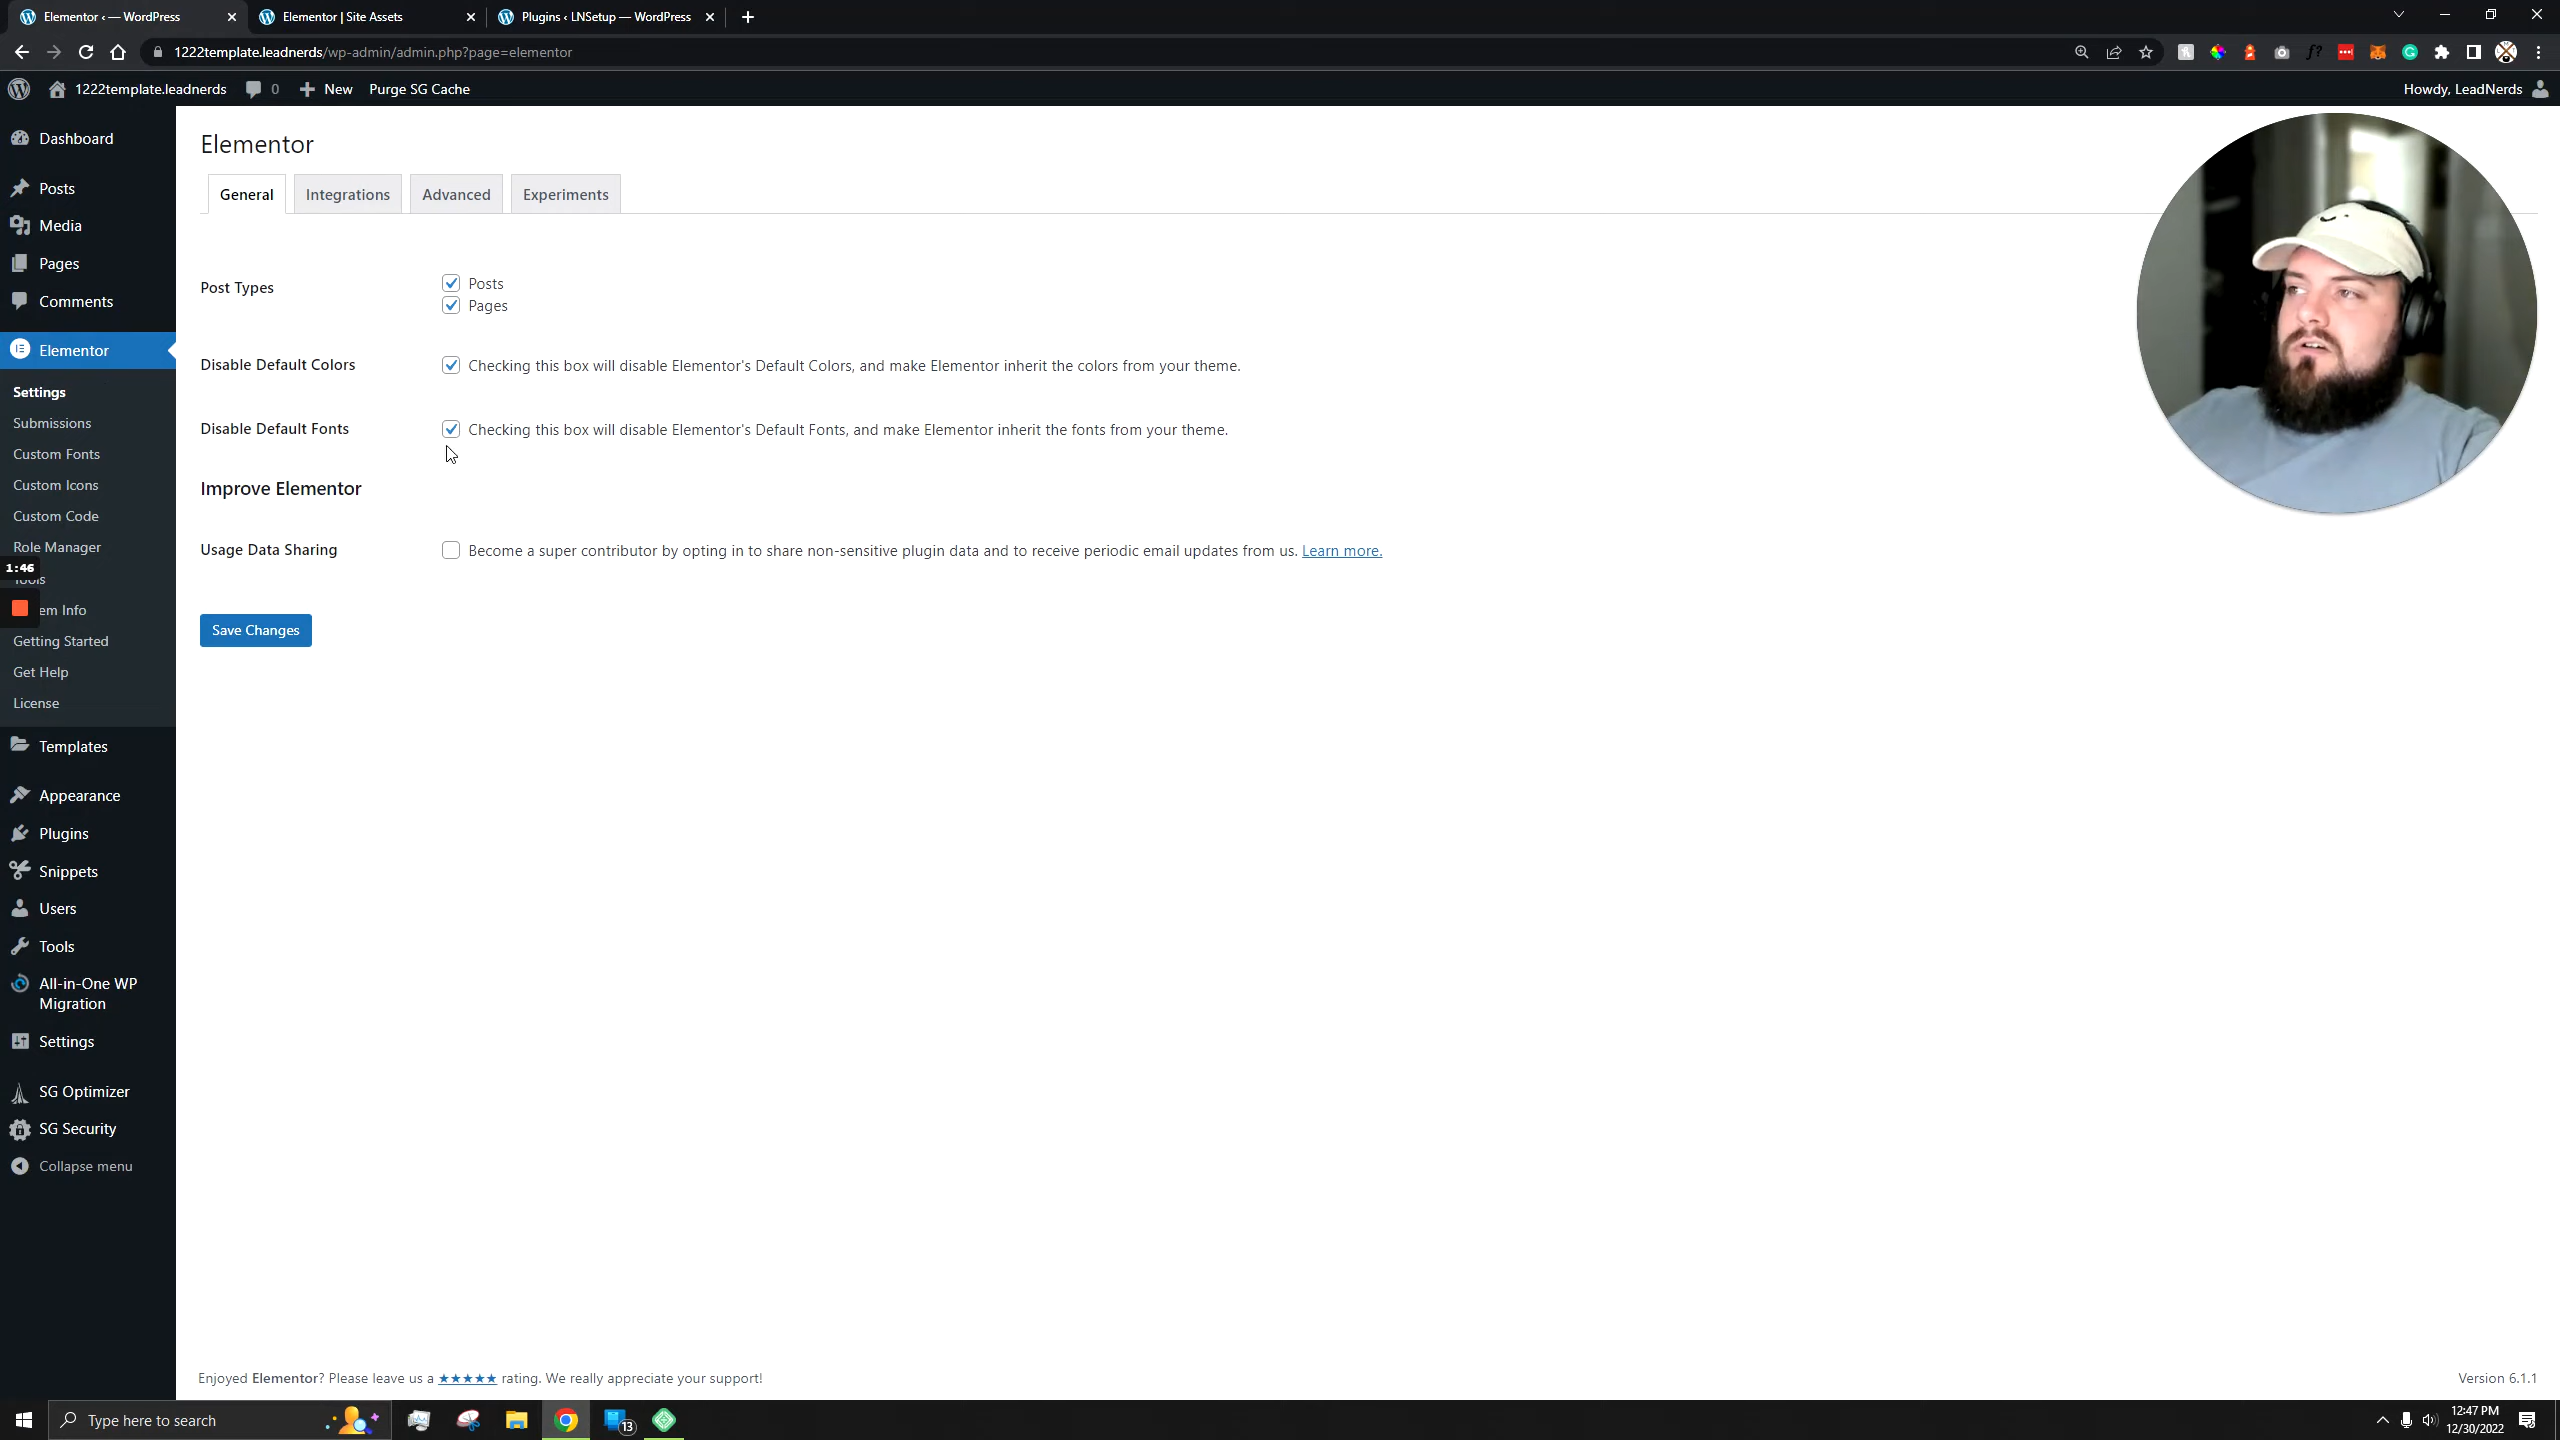 Elementor ‹ — WordPress
Elementor | Site Assets
Plugins ‹ LNSetup — WordPress
1222template.leadnerds/wp-admin/admin.php?page=elementor
1222template.leadnerds
0
New
Purge SG Cache
Howdy, LeadNerds
Dashboard
Posts
Media
Pages
Comments
Elementor
Settings
Submissions
Custom Fonts
Custom Icons
Custom Code
Role Manager
1:46
Tools
em Info
Getting Started
Get Help
License
Templates
Appearance
Plugins
Snippets
Users
Tools
All-in-One WP
Migration
Settings
SG Optimizer
SG Security
Collapse menu
Elementor
General
Integrations
Advanced
Experiments
Post Types
Posts
Pages
Disable Default Colors
Checking this box will disable Elementor's Default Colors, and make Elementor inherit the colors from your theme.
Disable Default Fonts
Checking this box will disable Elementor's Default Fonts, and make Elementor inherit the fonts from your theme.
Improve Elementor
Usage Data Sharing
Become a super contributor by opting in to share non-sensitive plugin data and to receive periodic email updates from us. Learn more.
Save Changes
Enjoyed Elementor? Please leave us a ★★★★★ rating. We really appreciate your support!
Version 6.1.1
Type here to search
13
12:47 PM
12/30/2022